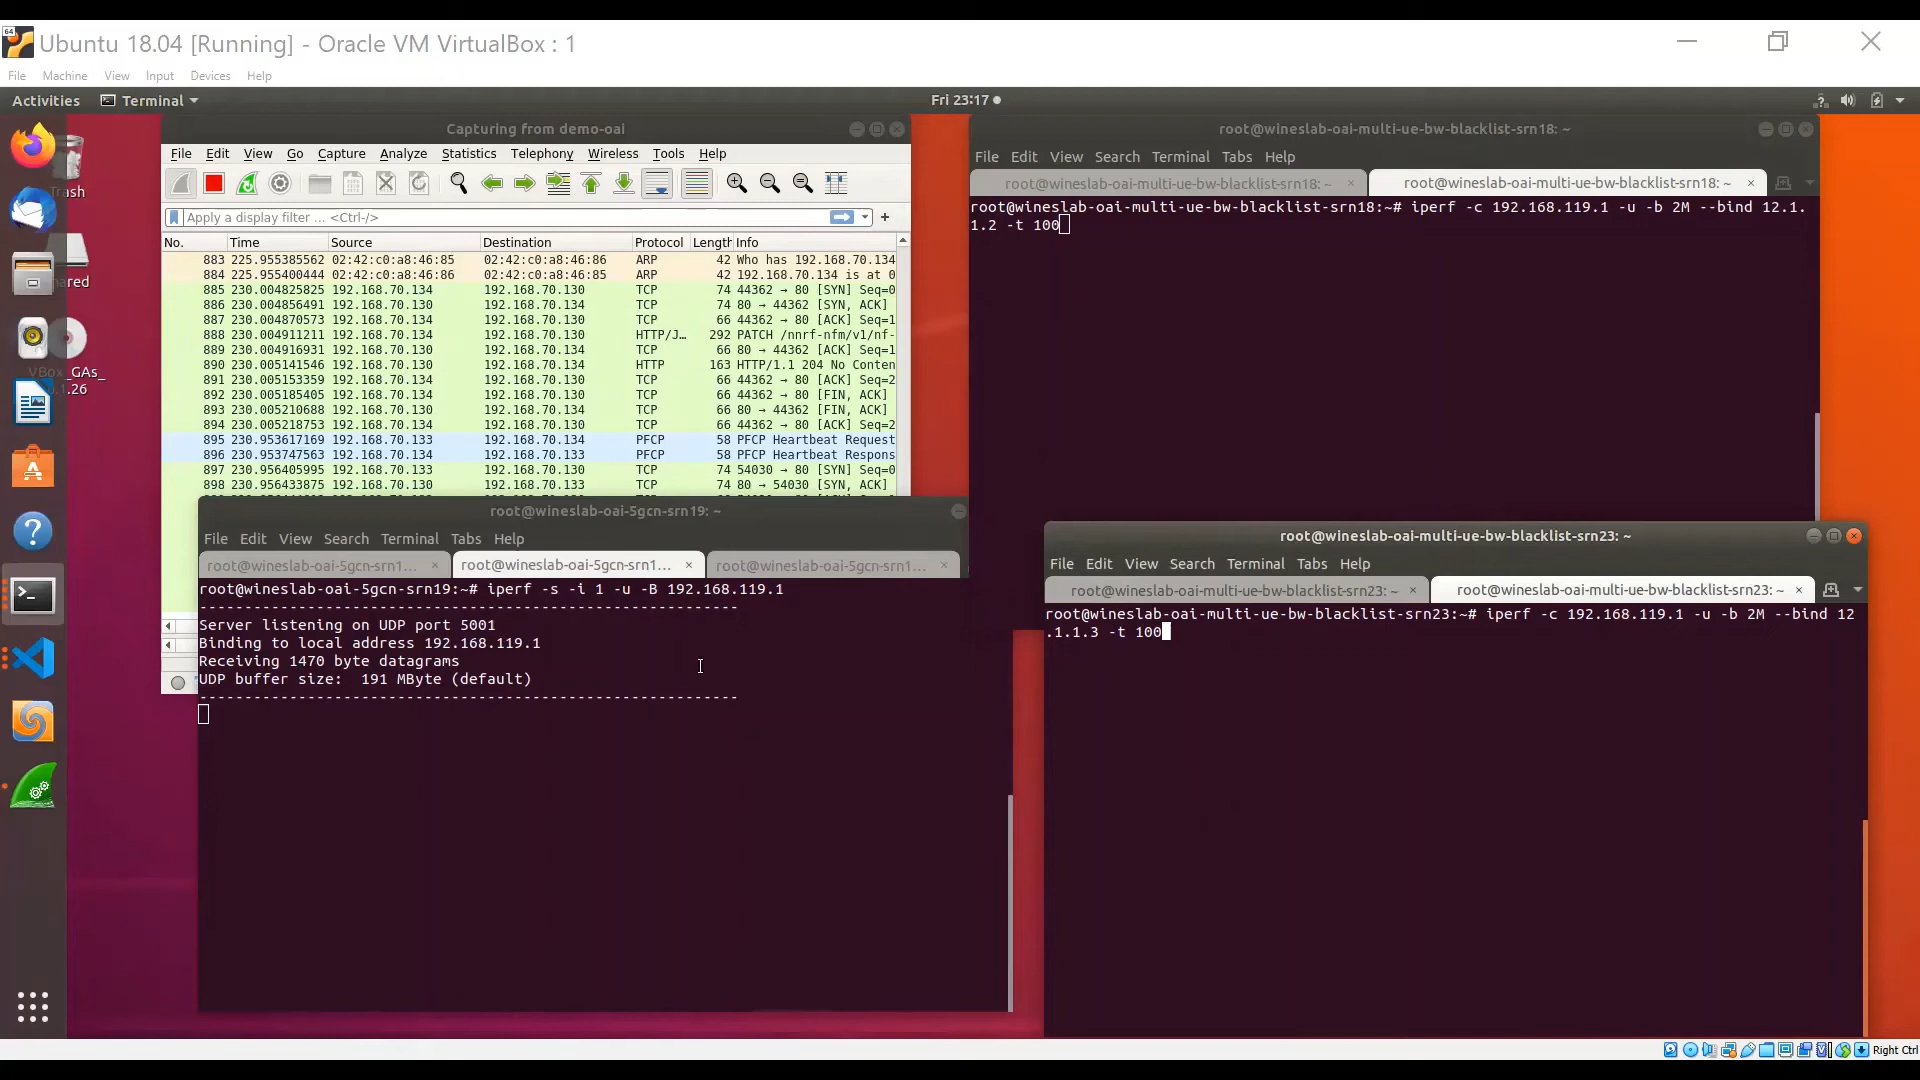 64
Ubuntu 18.04 [Running] - Oracle VM VirtualBox : 1
File Machine View Input Devices Help
Activities Terminal Fri 23:17
Trash
VBox_GAs_
Capturing from demo-oai
File Edit View Go Capture Analyze Statistics Telephony Wireless Tools Help
Apply a display filter ... <Ctrl-/>
No. Time Source Destination Protocol Length Info
883 225.955385562 02:42:c0:a8:46:85 02:42:c0:a8:46:86 ARP 42 Who has 192.168.70.134
884 225.955400444 02:42:c0:a8:46:86 02:42:c0:a8:46:85 ARP 42 192.168.70.134 is at 0
885 230.004825825 192.168.70.134 192.168.70.130 TCP 74 44362 → 80 [SYN] Seq=0
886 230.004856491 192.168.70.130 192.168.70.134 TCP 74 80 → 44362 [SYN, ACK]
887 230.004870573 192.168.70.134 192.168.70.130 TCP 66 44362 → 80 [ACK] Seq=1
888 230.004911211 192.168.70.134 192.168.70.130 HTTP/J… 292 PATCH /nnrf-nfm/v1/nf-
889 230.004916931 192.168.70.130 192.168.70.134 TCP 66 80 → 44362 [ACK] Seq=1
890 230.005141546 192.168.70.130 192.168.70.134 HTTP 163 HTTP/1.1 204 No Conten
891 230.005153359 192.168.70.134 192.168.70.130 TCP 66 44362 → 80 [ACK] Seq=2
892 230.005185405 192.168.70.134 192.168.70.130 TCP 66 44362 → 80 [FIN, ACK]
893 230.005210688 192.168.70.130 192.168.70.134 TCP 66 80 → 44362 [FIN, ACK]
894 230.005218753 192.168.70.134 192.168.70.130 TCP 66 44362 → 80 [ACK] Seq=2
895 230.953617169 192.168.70.133 192.168.70.134 PFCP 58 PFCP Heartbeat Request
896 230.953747563 192.168.70.134 192.168.70.133 PFCP 58 PFCP Heartbeat Respons
897 230.956405995 192.168.70.133 192.168.70.130 TCP 74 54030 → 80 [SYN] Seq=0
898 230.956433875 192.168.70.130 192.168.70.133 TCP 74 80 → 54030 [SYN, ACK]
root@wineslab-oai-multi-ue-bw-blacklist-srn18: ~
File Edit View Search Terminal Tabs Help
root@wineslab-oai-multi-ue-bw-blacklist-srn18: ~ × root@wineslab-oai-multi-ue-bw-blacklist-srn18: ~ ×
root@wineslab-oai-multi-ue-bw-blacklist-srn18:~# iperf -c 192.168.119.1 -u -b 2M --bind 12.1.
1.2 -t 100
root@wineslab-oai-5gcn-srn19: ~
File Edit View Search Terminal Tabs Help
root@wineslab-oai-5gcn-srn1... × root@wineslab-oai-5gcn-srn1... × root@wineslab-oai-5gcn-srn1... ×
root@wineslab-oai-5gcn-srn19:~# iperf -s -i 1 -u -B 192.168.119.1
------------------------------------------------------------
Server listening on UDP port 5001
Binding to local address 192.168.119.1
Receiving 1470 byte datagrams
UDP buffer size:  191 MByte (default)
------------------------------------------------------------
root@wineslab-oai-multi-ue-bw-blacklist-srn23: ~
File Edit View Search Terminal Tabs Help
root@wineslab-oai-multi-ue-bw-blacklist-srn23: ~ × root@wineslab-oai-multi-ue-bw-blacklist-srn23: ~ ×
root@wineslab-oai-multi-ue-bw-blacklist-srn23:~# iperf -c 192.168.119.1 -u -b 2M --bind 12
.1.1.3 -t 100
Right Ctrl